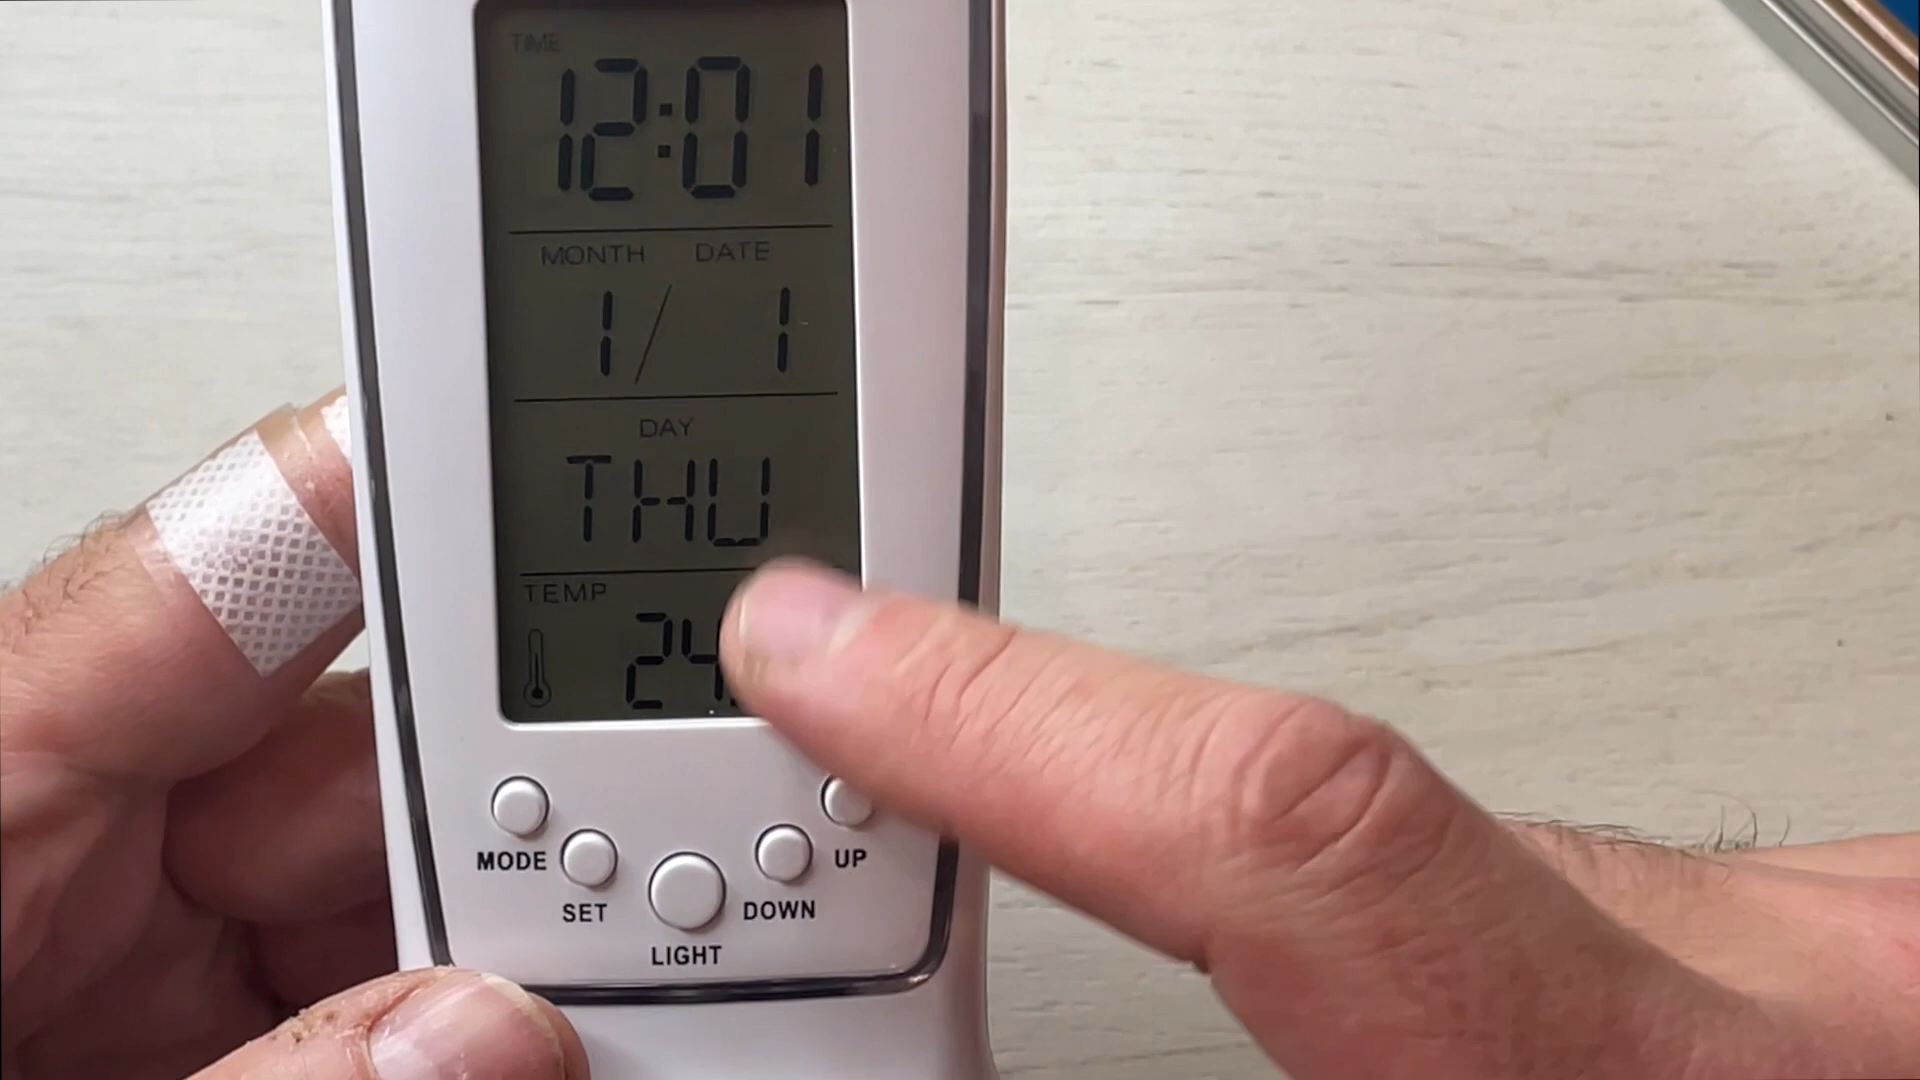 TIME
12:01
MONTH DATE
1/ 1
DAY
THU
TEMP
24
MODE
UP
SET
DOWN
LIGHT